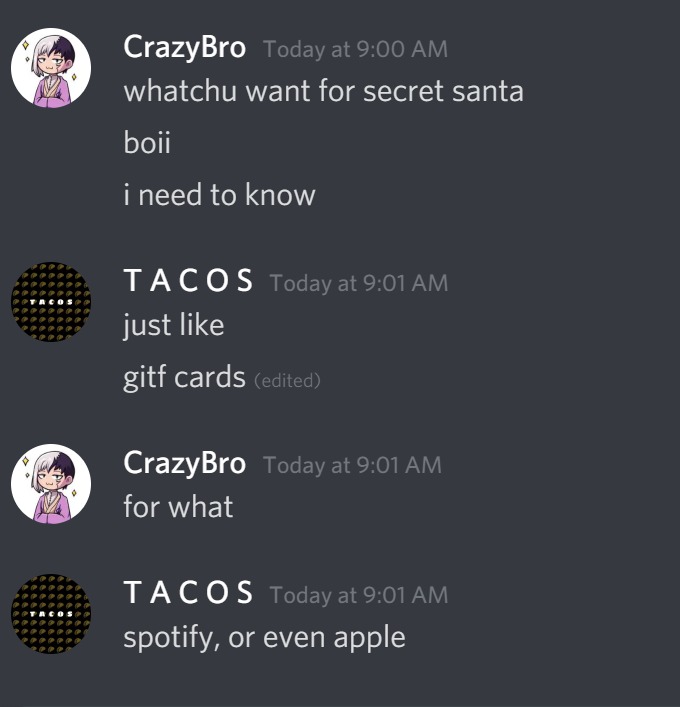 CrazyBro Today at 9:00 AM
whatchu want for secret santa
boii
i need to know
T A C O S Today at 9:01 AM
TACOS
just like
gitf cards (edited)
CrazyBro Today at 9:01 AM
for what
T A C O S Today at 9:01 AM
TACOS
spotify, or even apple